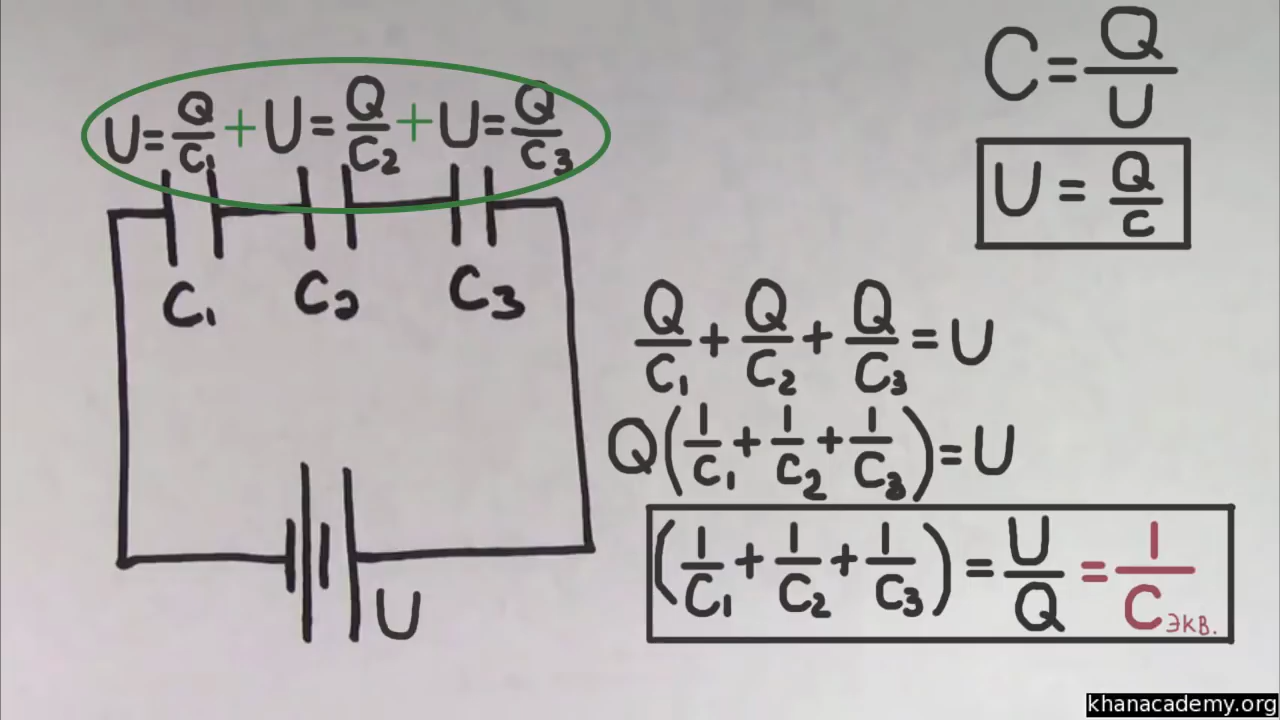 U=Q/C₁ + U=Q/C₂ + U=Q/C₃
C₁ C₂ C₃
U
C=Q/U
U=Q/C
Q/C₁+Q/C₂+Q/C₃=U
Q(1/C₁+1/C₂+1/C₃)=U
(1/C₁+1/C₂+1/C₃)=U/Q=1/Cэкв.
khanacademy.org